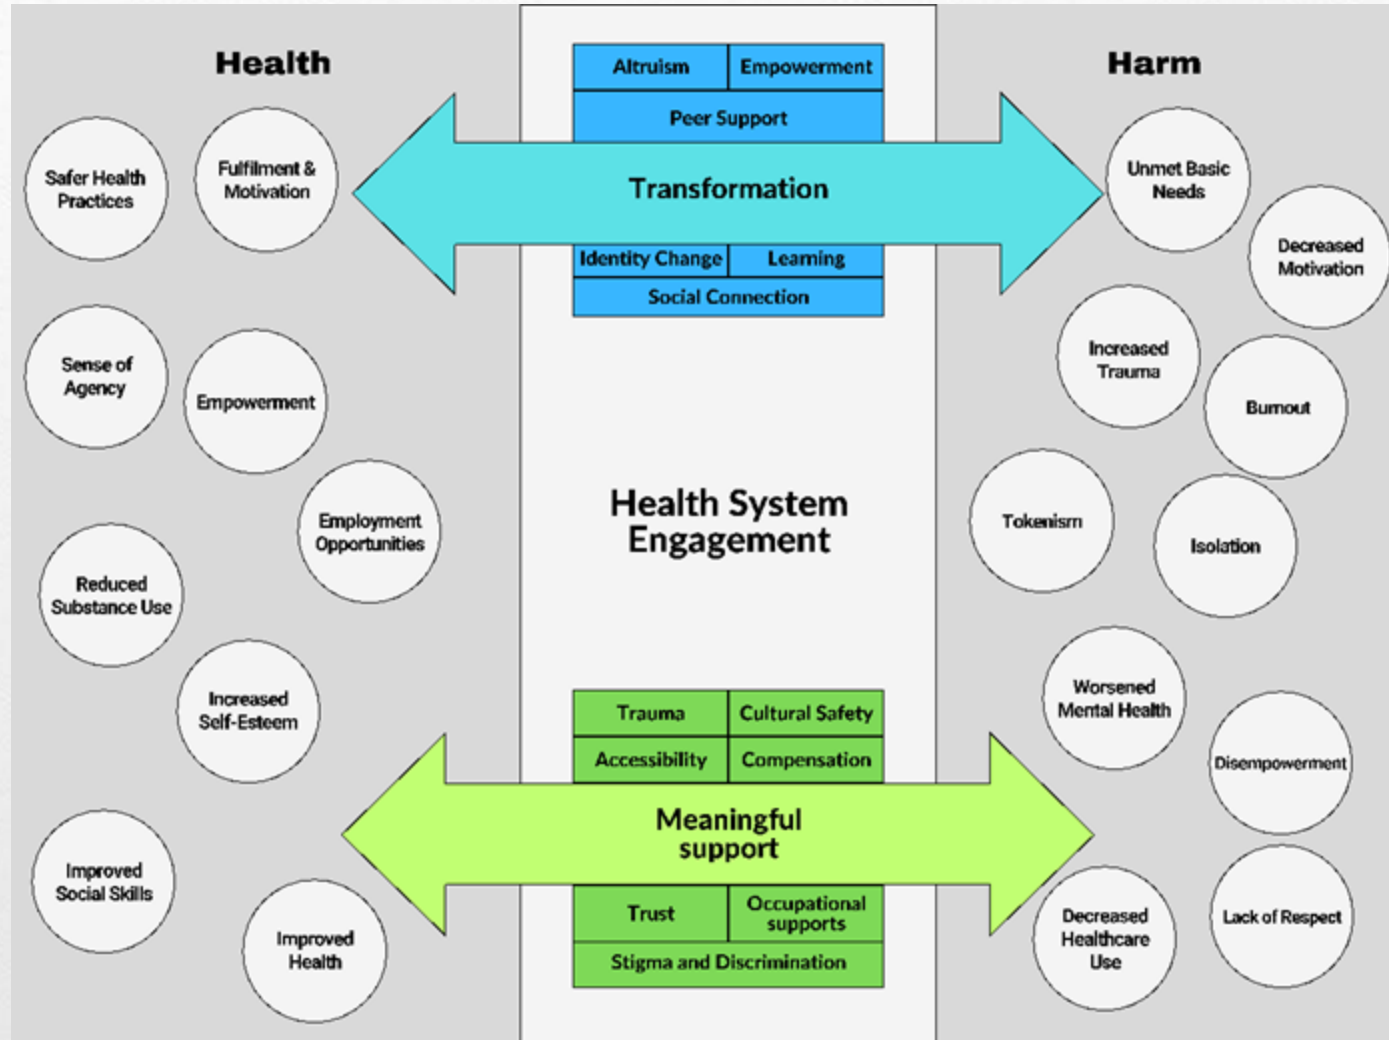 Health
Safer Health
Practices
Fulfilment &
Motivation
Sense of
Agency
Empowerment
Employment
Opportunities
Reduced
Substance Use
Increased
Self-Esteem
Improved
Social Skills
Improved
Health
Altruism
Empowerment
Peer Support
Transformation
Identity Change
Learning
Social Connection
Health System
Engagement
Trauma
Cultural Safety
Accessibility
Compensation
Meaningful
support
Trust
Occupational
supports
Stigma and Discrimination
Harm
Unmet Basic
Needs
Decreased
Motivation
Increased
Trauma
Burnout
Tokenism
Isolation
Worsened
Mental Health
Disempowerment
Decreased
Healthcare
Use
Lack of Respect